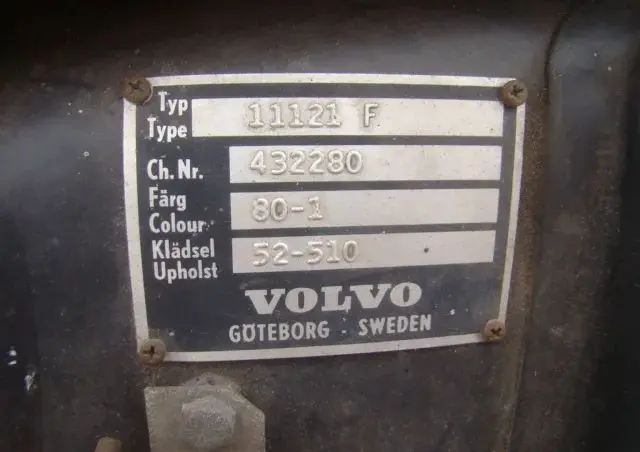 Typ
Type 11121 F
Ch. Nr. 432280
Färg
Colour 80-1
Klädsel
Upholst 52-510
VOLVO
GÖTEBORG - SWEDEN